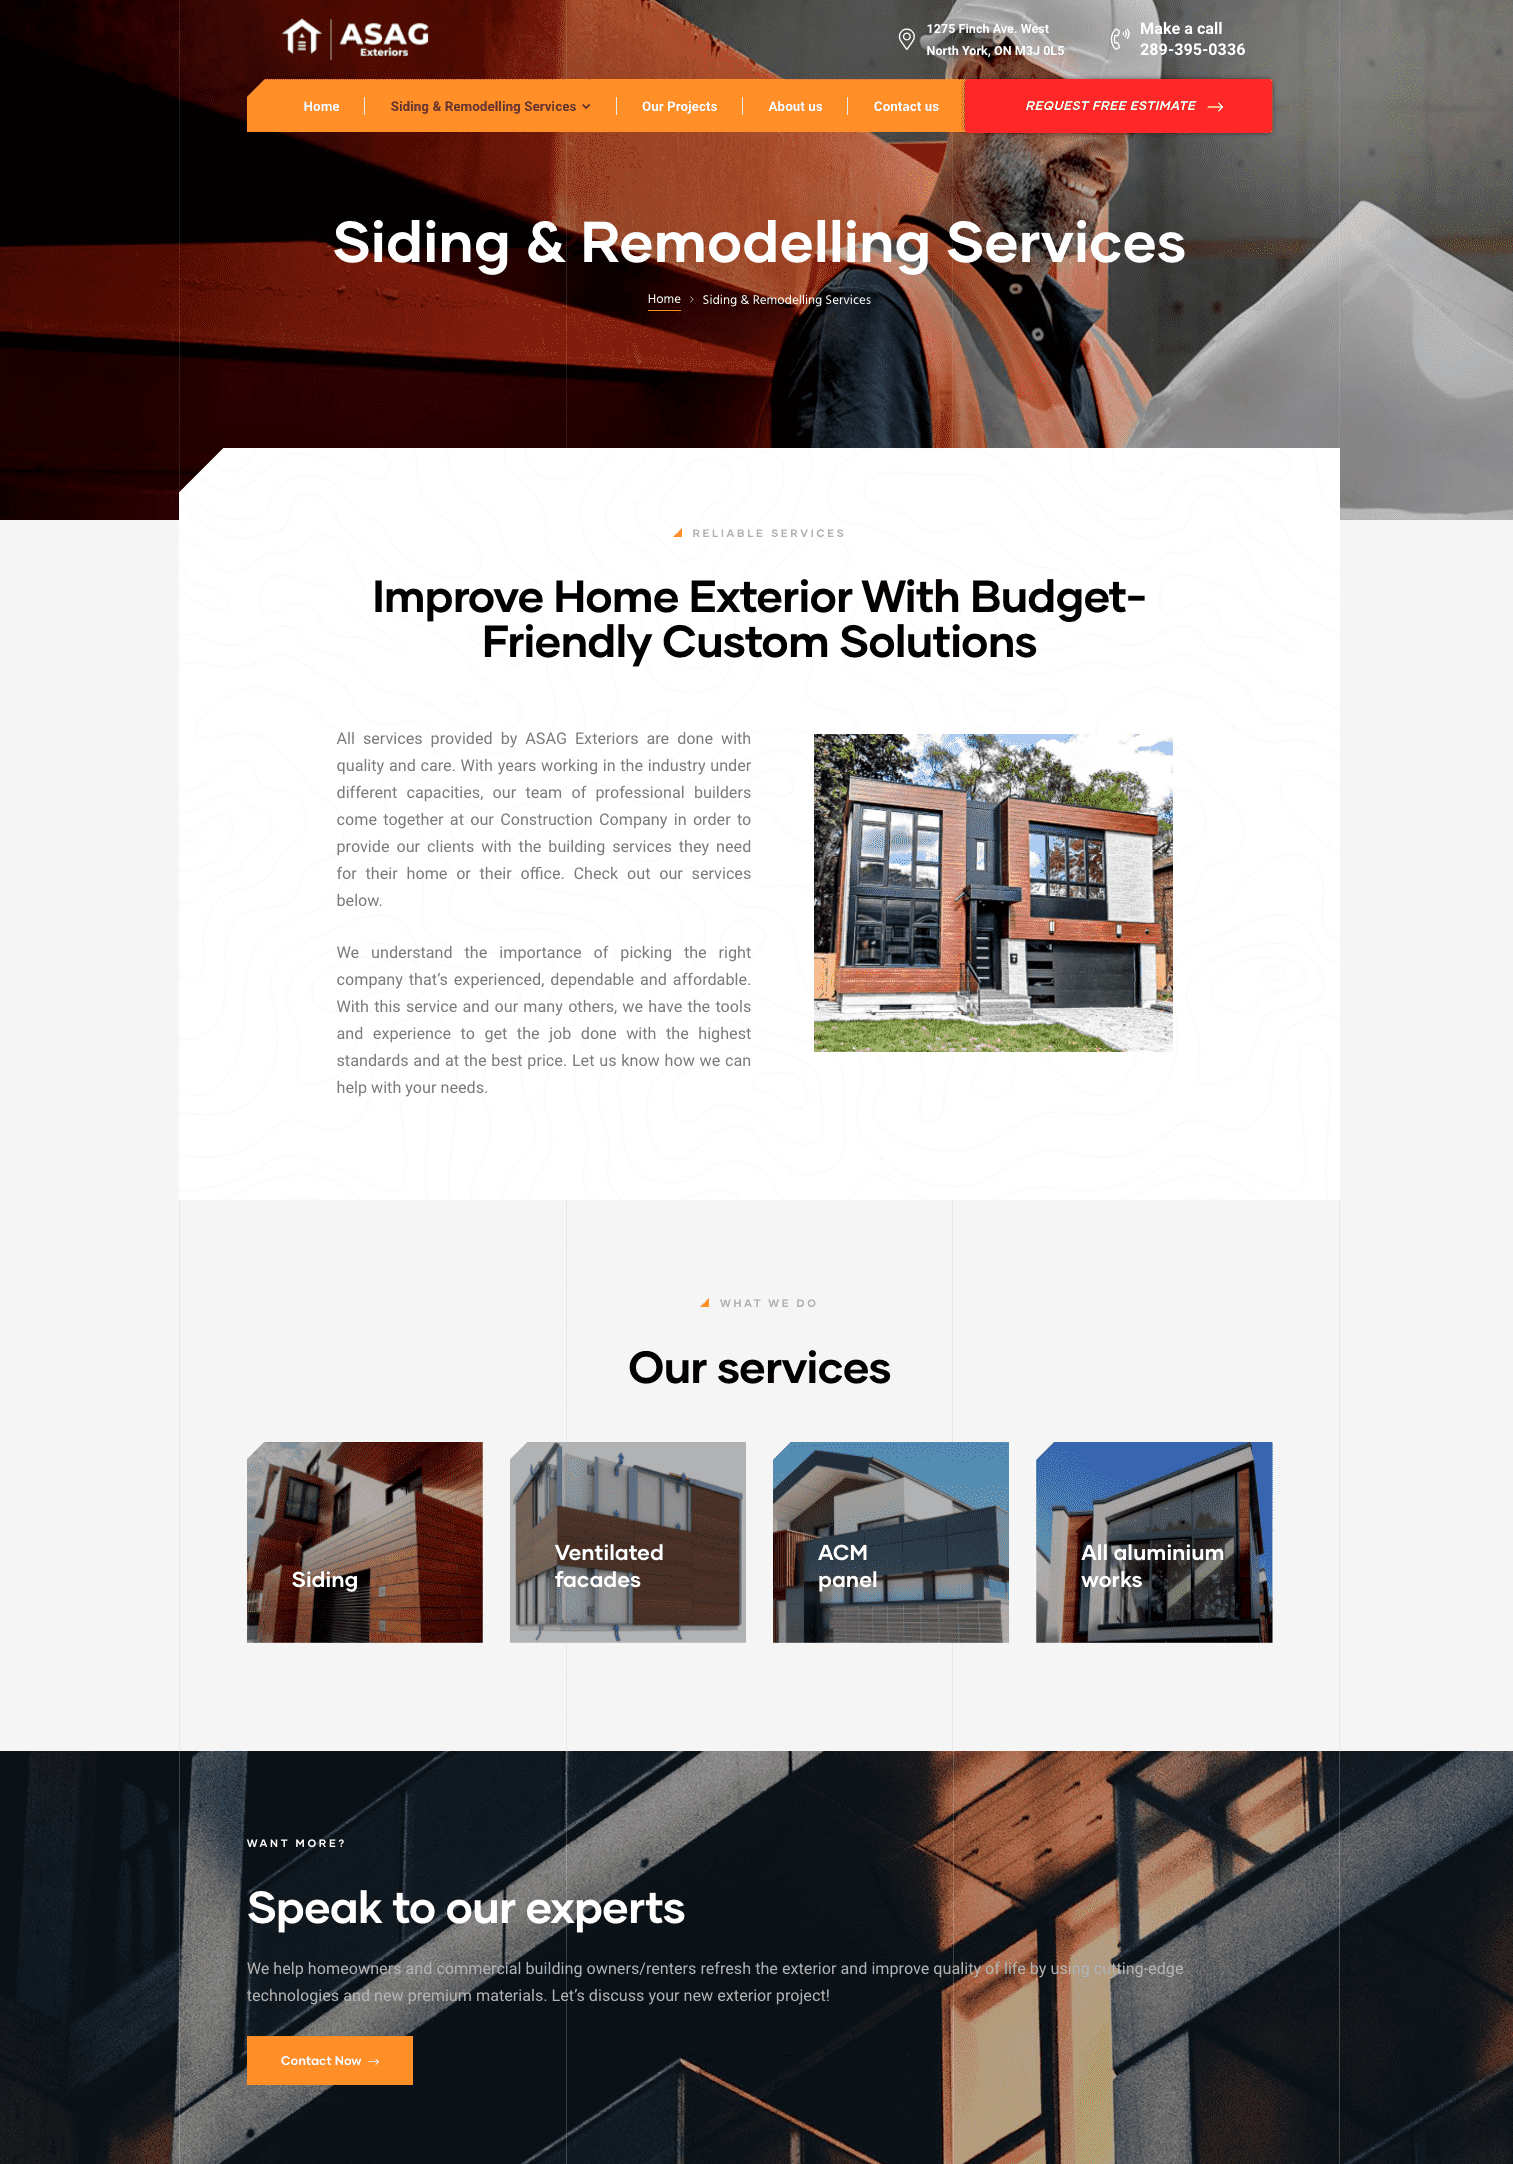 ASAG
Exteriors
1275 Finch Ave. West
North York, ON M3J 0L5
Make a call
289-395-0336
Home
Siding & Remodelling Services
Our Projects
About us
Contact us
REQUEST FREE ESTIMATE
Siding & Remodelling Services
Home
Siding & Remodelling Services
RELIABLE SERVICES
Improve Home Exterior With Budget-
Friendly Custom Solutions
All services provided by ASAG Exteriors are done with
quality and care. With years working in the industry under
different capacities, our team of professional builders
come together at our Construction Company in order to
provide our clients with the building services they need
for their home or their office. Check out our services
below.
We understand the importance of picking the right
company that’s experienced, dependable and affordable.
With this service and our many others, we have the tools
and experience to get the job done with the highest
standards and at the best price. Let us know how we can
help with your needs.
WHAT WE DO
Our services
Siding
Ventilated
facades
ACM
panel
All aluminium
works
WANT MORE?
Speak to our experts
We help homeowners and commercial building owners/renters refresh the exterior and improve quality of life by using cutting-edge
technologies and new premium materials. Let’s discuss your new exterior project!
Contact Now